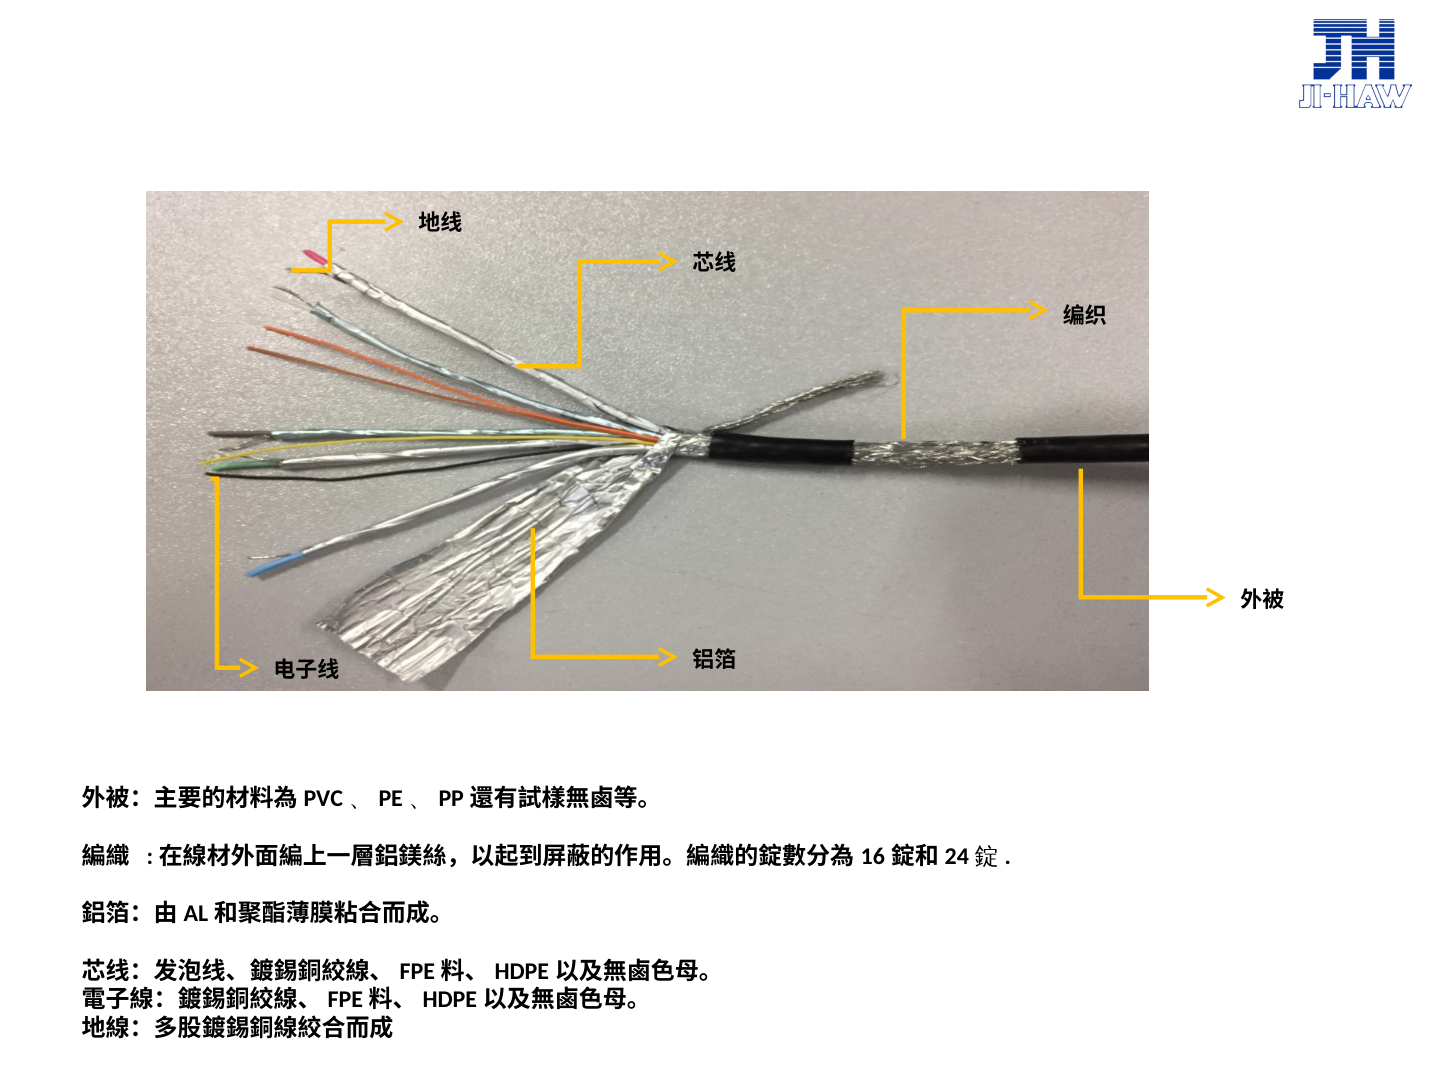 JH
JI-HAW
地线
芯线
编织
外被
铝箔
电子线
外被：主要的材料為 PVC 、 PE 、 PP 還有試樣無鹵等。
編織 : 在線材外面編上一層鋁鎂絲，以起到屏蔽的作用。編織的錠數分為 16 錠和 24 錠 .
鋁箔：由 AL 和聚酯薄膜粘合而成。
芯线：发泡线、鍍錫銅絞線、 FPE 料、 HDPE 以及無鹵色母。
電子線：鍍錫銅絞線、 FPE 料、 HDPE 以及無鹵色母。
地線：多股鍍錫銅線絞合而成